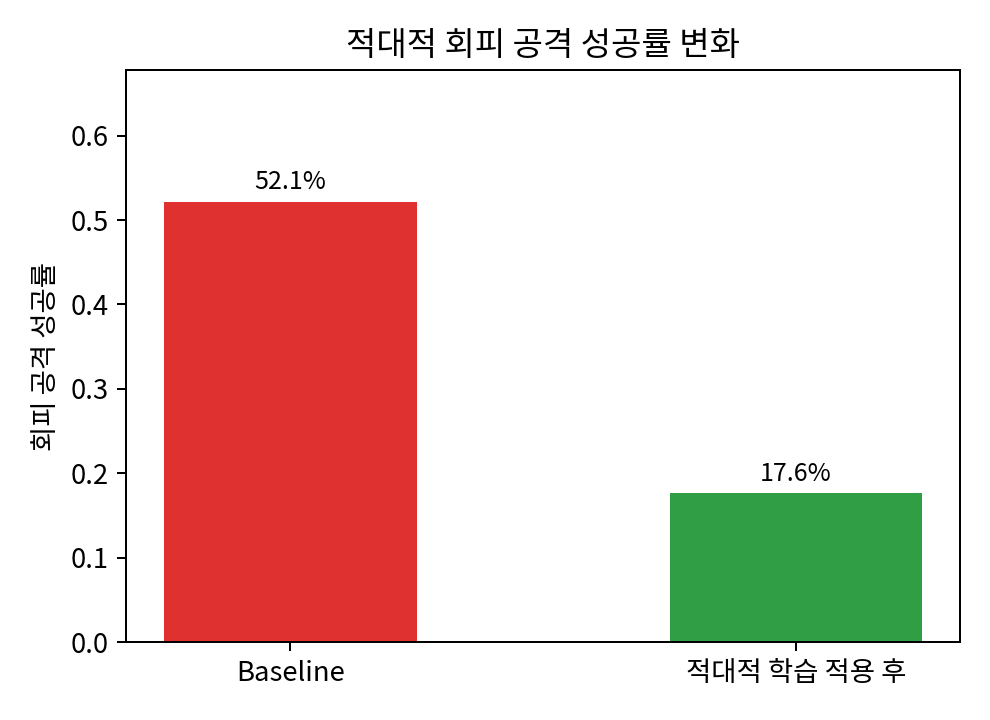 적대적 회피 공격 성공률 변화
회피 공격 성공률
0.6
0.5
0.4
0.3
0.2
0.1
0.0
52.1%
17.6%
Baseline
적대적 학습 적용 후